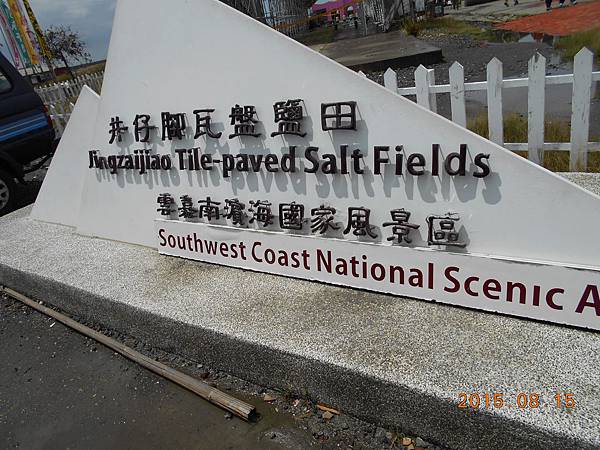 井仔腳瓦盤鹽田
Jingzaijiao Tile-paved Salt Fields
雲嘉南濱海國家風景區
Southwest Coast National Scenic A
2015.08.15